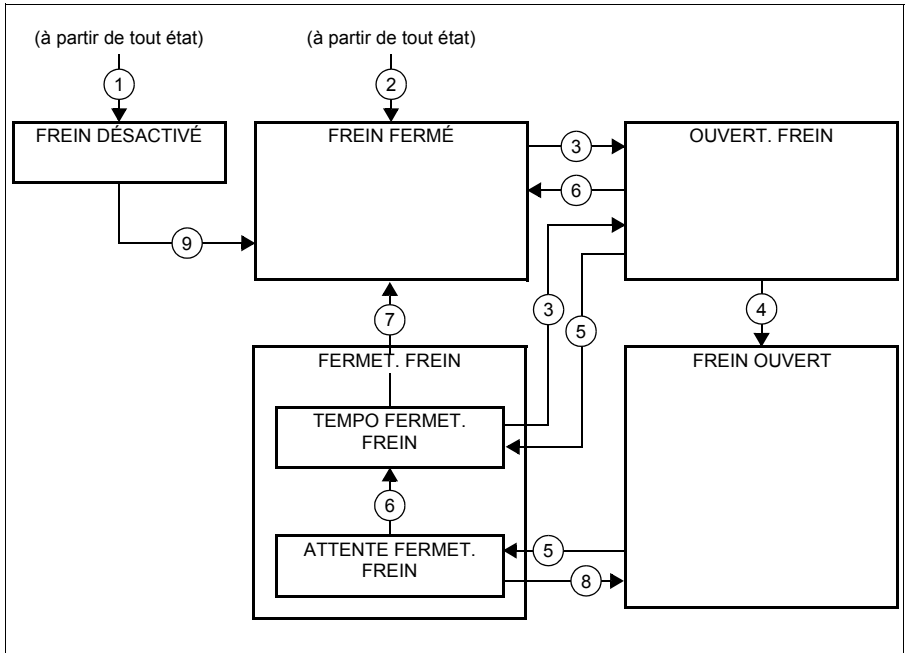 (à partir de tout état)
(à partir de tout état)
1
2
FREIN DÉSACTIVÉ
FREIN FERMÉ
OUVERT. FREIN
3
6
9
7
3
5
4
FERMET. FREIN
FREIN OUVERT
TEMPO FERMET.
FREIN
6
ATTENTE FERMET.
FREIN
5
8